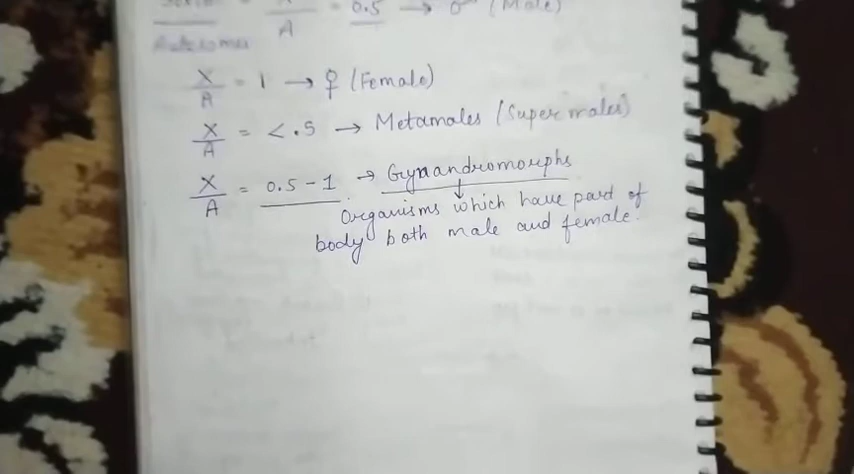 X/A = 0.5 → ♂ (Male)
X/A = 1 → ♀ (Female)
X/A = <.5 → Metamales (Super males)
X/A = 0.5-1 → Gynandromorphs
↓
Organisms which have part of
body both male and female.